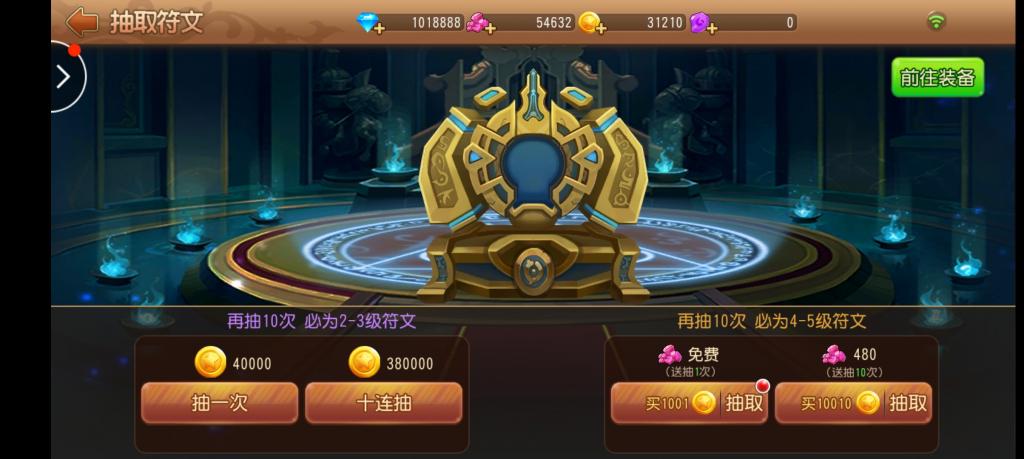 抽取符文
1018888
54632
31210
0
前往装备
再抽10次 必为2-3级符文
40000
380000
抽一次
十连抽
再抽10次 必为4-5级符文
免费
(送抽1次)
480
(送抽10次)
买1001 抽取
买10010 抽取